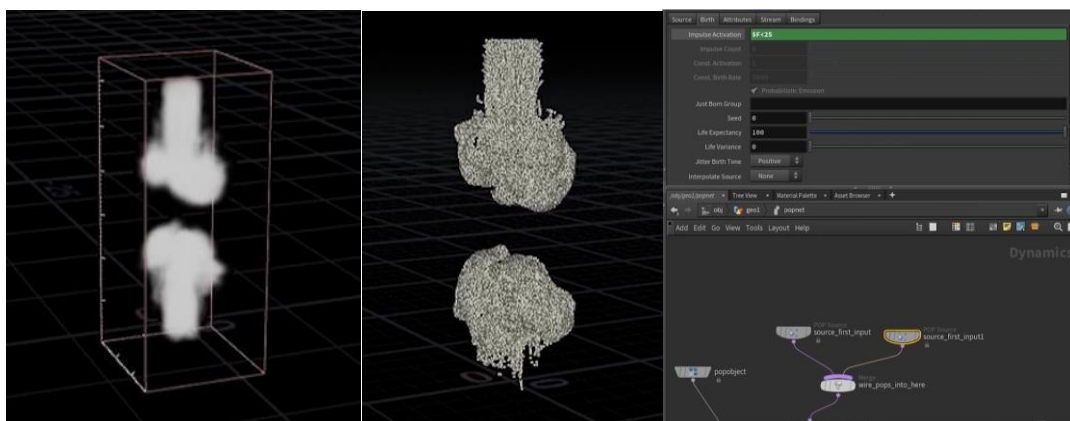 Source Birth Attributes Stream Bindings
Impulse Activation $F<25
Impulse Count
Const. Activation
Const. Birth Rate
Probabilistic Emission
Just Born Group
Seed 0
Life Expectancy 100
Life Variance 0
Jitter Birth Time Positive
Interpolate Source None
/obj/geo1/popnet Tree View Material Palette Asset Browser
obj geo1 popnet
Add Edit Go View Tools Layout Help
Dynamics
POP Source
source_first_input
POP Source
source_first_input1
popobject
Merge
wire_pops_into_here